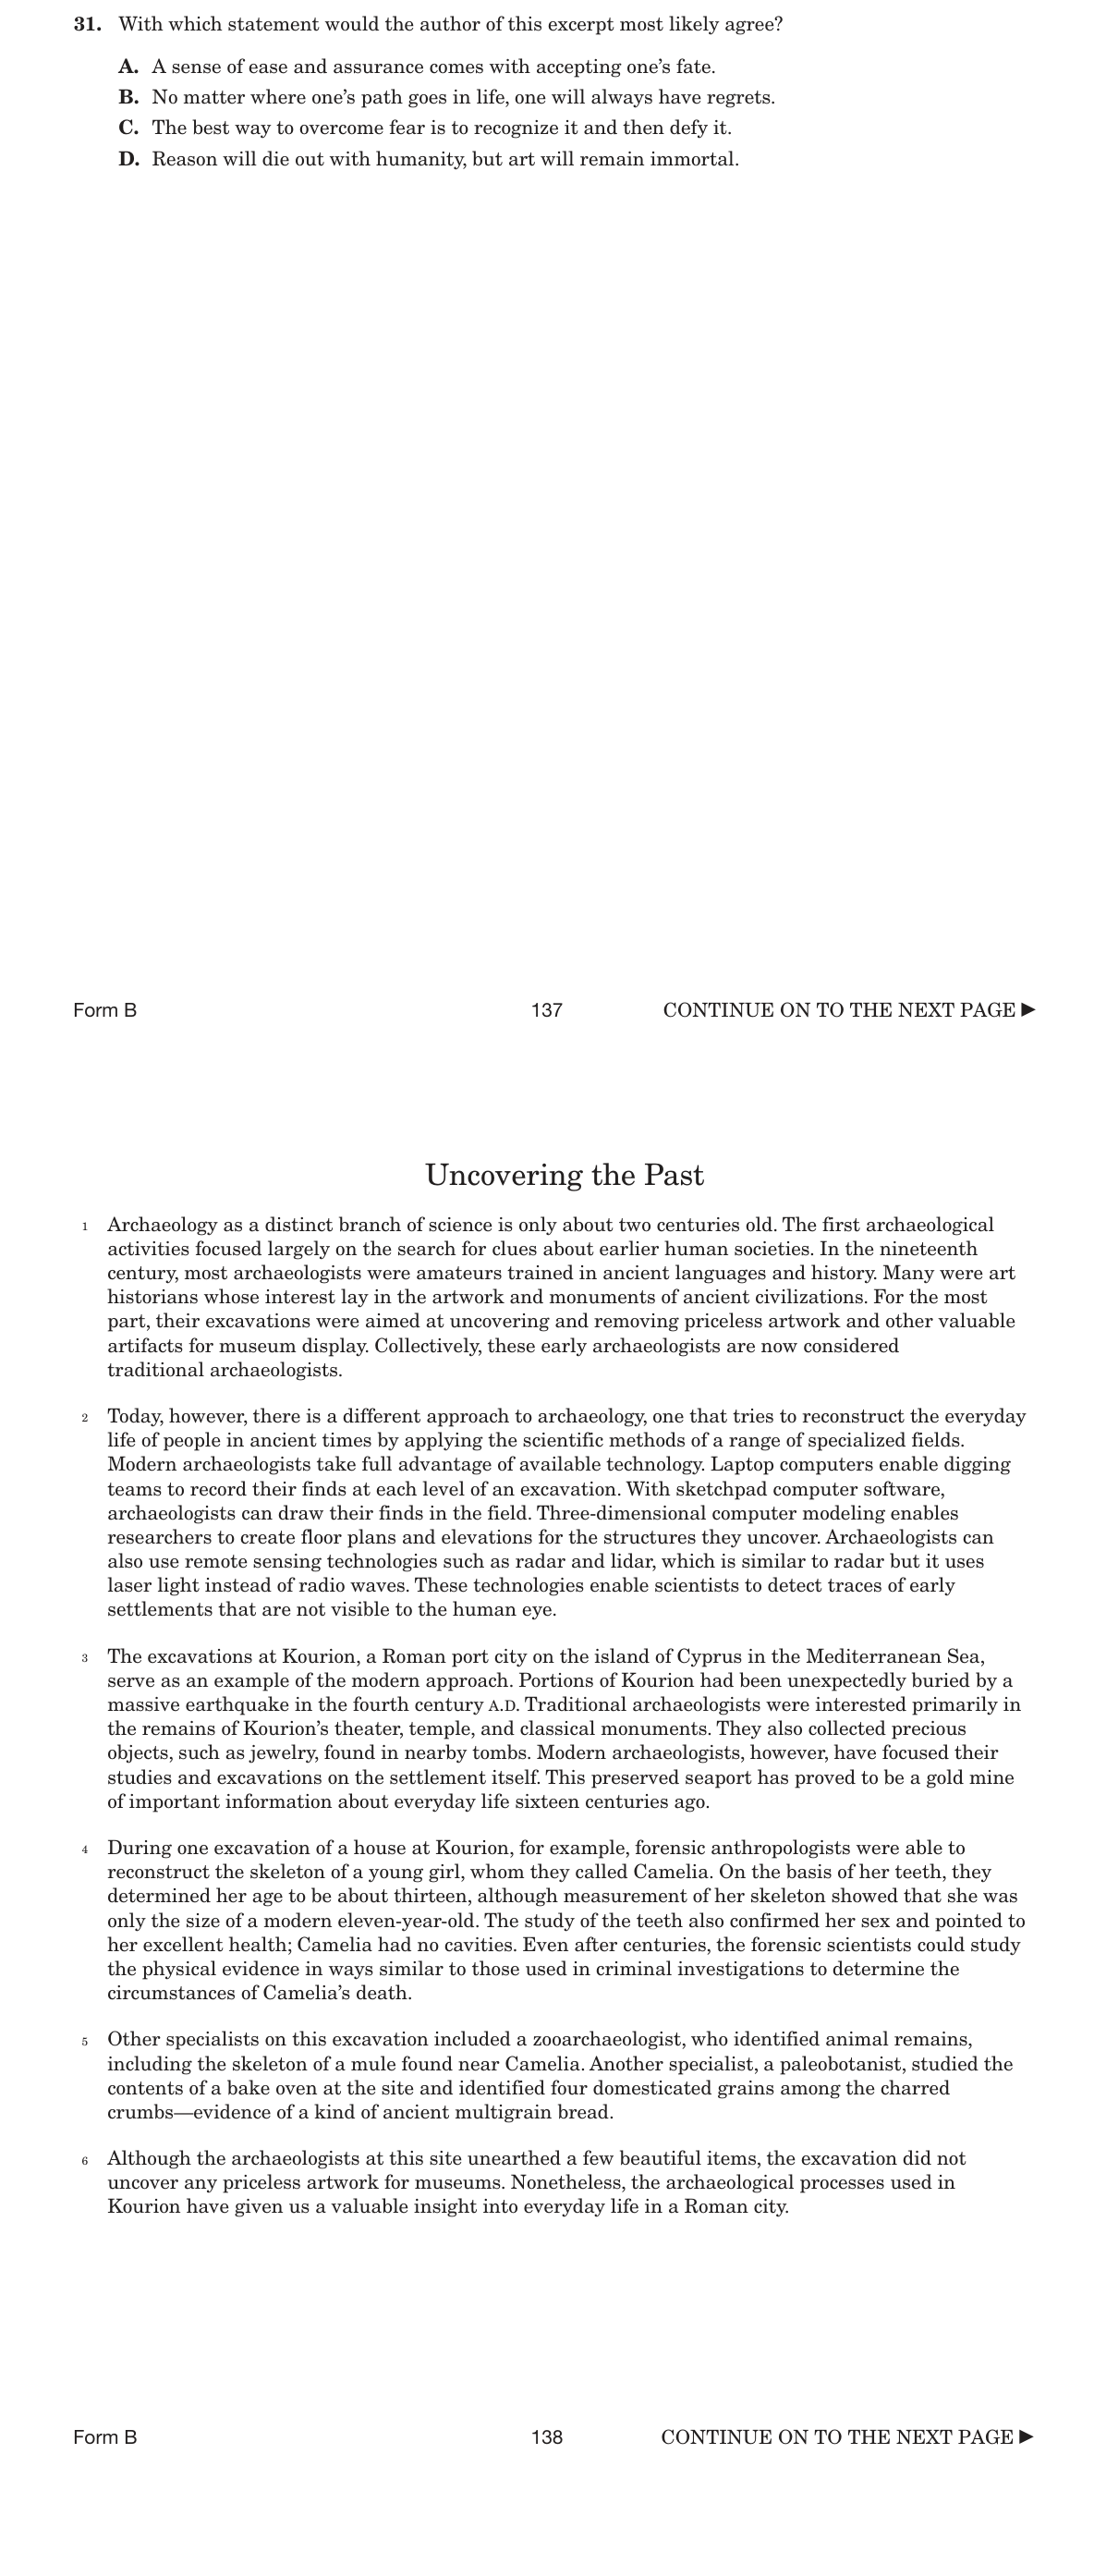 31. With which statement would the author of this excerpt most likely agree?
A. A sense of ease and assurance comes with accepting one’s fate.
B. No matter where one’s path goes in life, one will always have regrets.
C. The best way to overcome fear is to recognize it and then defy it.
D. Reason will die out with humanity, but art will remain immortal.
Form B 137 CONTINUE ON TO THE NEXT PAGE ▶
Uncovering the Past
1 Archaeology as a distinct branch of science is only about two centuries old. The first archaeological
activities focused largely on the search for clues about earlier human societies. In the nineteenth
century, most archaeologists were amateurs trained in ancient languages and history. Many were art
historians whose interest lay in the artwork and monuments of ancient civilizations. For the most
part, their excavations were aimed at uncovering and removing priceless artwork and other valuable
artifacts for museum display. Collectively, these early archaeologists are now considered
traditional archaeologists.
2 Today, however, there is a different approach to archaeology, one that tries to reconstruct the everyday
life of people in ancient times by applying the scientific methods of a range of specialized fields.
Modern archaeologists take full advantage of available technology. Laptop computers enable digging
teams to record their finds at each level of an excavation. With sketchpad computer software,
archaeologists can draw their finds in the field. Three-dimensional computer modeling enables
researchers to create floor plans and elevations for the structures they uncover. Archaeologists can
also use remote sensing technologies such as radar and lidar, which is similar to radar but it uses
laser light instead of radio waves. These technologies enable scientists to detect traces of early
settlements that are not visible to the human eye.
3 The excavations at Kourion, a Roman port city on the island of Cyprus in the Mediterranean Sea,
serve as an example of the modern approach. Portions of Kourion had been unexpectedly buried by a
massive earthquake in the fourth century A.D. Traditional archaeologists were interested primarily in
the remains of Kourion’s theater, temple, and classical monuments. They also collected precious
objects, such as jewelry, found in nearby tombs. Modern archaeologists, however, have focused their
studies and excavations on the settlement itself. This preserved seaport has proved to be a gold mine
of important information about everyday life sixteen centuries ago.
4 During one excavation of a house at Kourion, for example, forensic anthropologists were able to
reconstruct the skeleton of a young girl, whom they called Camelia. On the basis of her teeth, they
determined her age to be about thirteen, although measurement of her skeleton showed that she was
only the size of a modern eleven-year-old. The study of the teeth also confirmed her sex and pointed to
her excellent health; Camelia had no cavities. Even after centuries, the forensic scientists could study
the physical evidence in ways similar to those used in criminal investigations to determine the
circumstances of Camelia’s death.
5 Other specialists on this excavation included a zooarchaeologist, who identified animal remains,
including the skeleton of a mule found near Camelia. Another specialist, a paleobotanist, studied the
contents of a bake oven at the site and identified four domesticated grains among the charred
crumbs—evidence of a kind of ancient multigrain bread.
6 Although the archaeologists at this site unearthed a few beautiful items, the excavation did not
uncover any priceless artwork for museums. Nonetheless, the archaeological processes used in
Kourion have given us a valuable insight into everyday life in a Roman city.
Form B 138 CONTINUE ON TO THE NEXT PAGE ▶